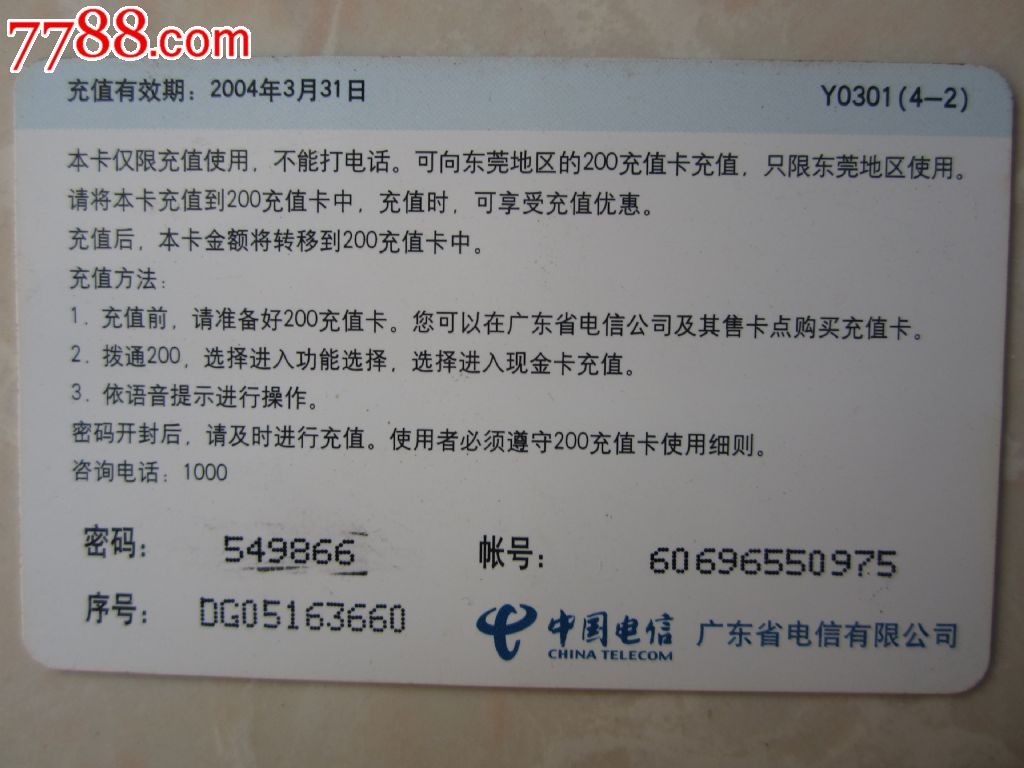 7788.com
充值有效期：2004年3月31日 Y0301(4-2)
本卡仅限充值使用，不能打电话。可向东莞地区的200充值卡充值，只限东莞地区使用。
请将本卡充值到200充值卡中，充值时，可享受充值优惠。
充值后，本卡金额将转移到200充值卡中。
充值方法：
1. 充值前，请准备好200充值卡。您可以在广东省电信公司及其售卡点购买充值卡。
2. 拨通200，选择进入功能选择，选择进入现金卡充值。
3. 依语音提示进行操作。
密码开封后，请及时进行充值。使用者必须遵守200充值卡使用细则。
咨询电话：1000
密码： 549866 帐号： 60696550975
序号： DG05163660
中国电信 广东省电信有限公司
CHINA TELECOM